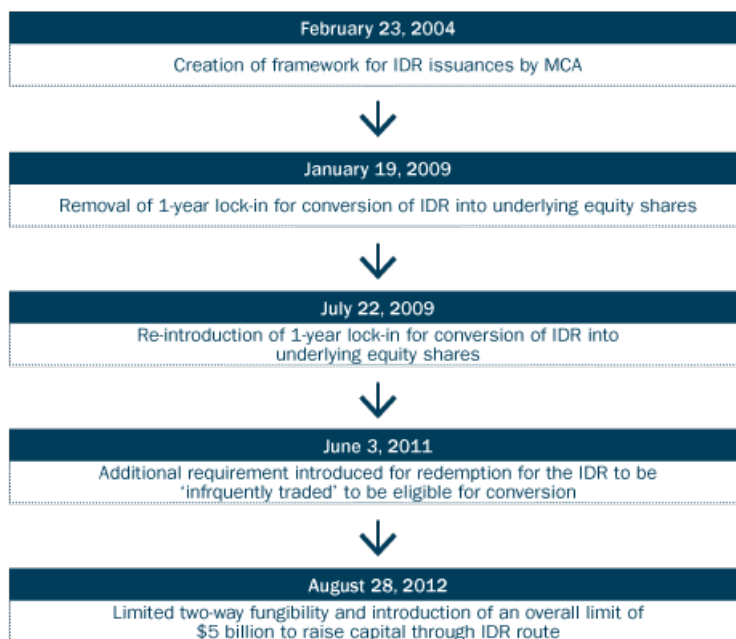 February 23, 2004
Creation of framework for IDR issuances by MCA
January 19, 2009
Removal of 1-year lock-in for conversion of IDR into underlying equity shares
July 22, 2009
Re-introduction of 1-year lock-in for conversion of IDR into
underlying equity shares
June 3, 2011
Additional requirement introduced for redemption for the IDR to be
‘infrquently traded’ to be eligible for conversion
August 28, 2012
Limited two-way fungibility and introduction of an overall limit of
$5 billion to raise capital through IDR route